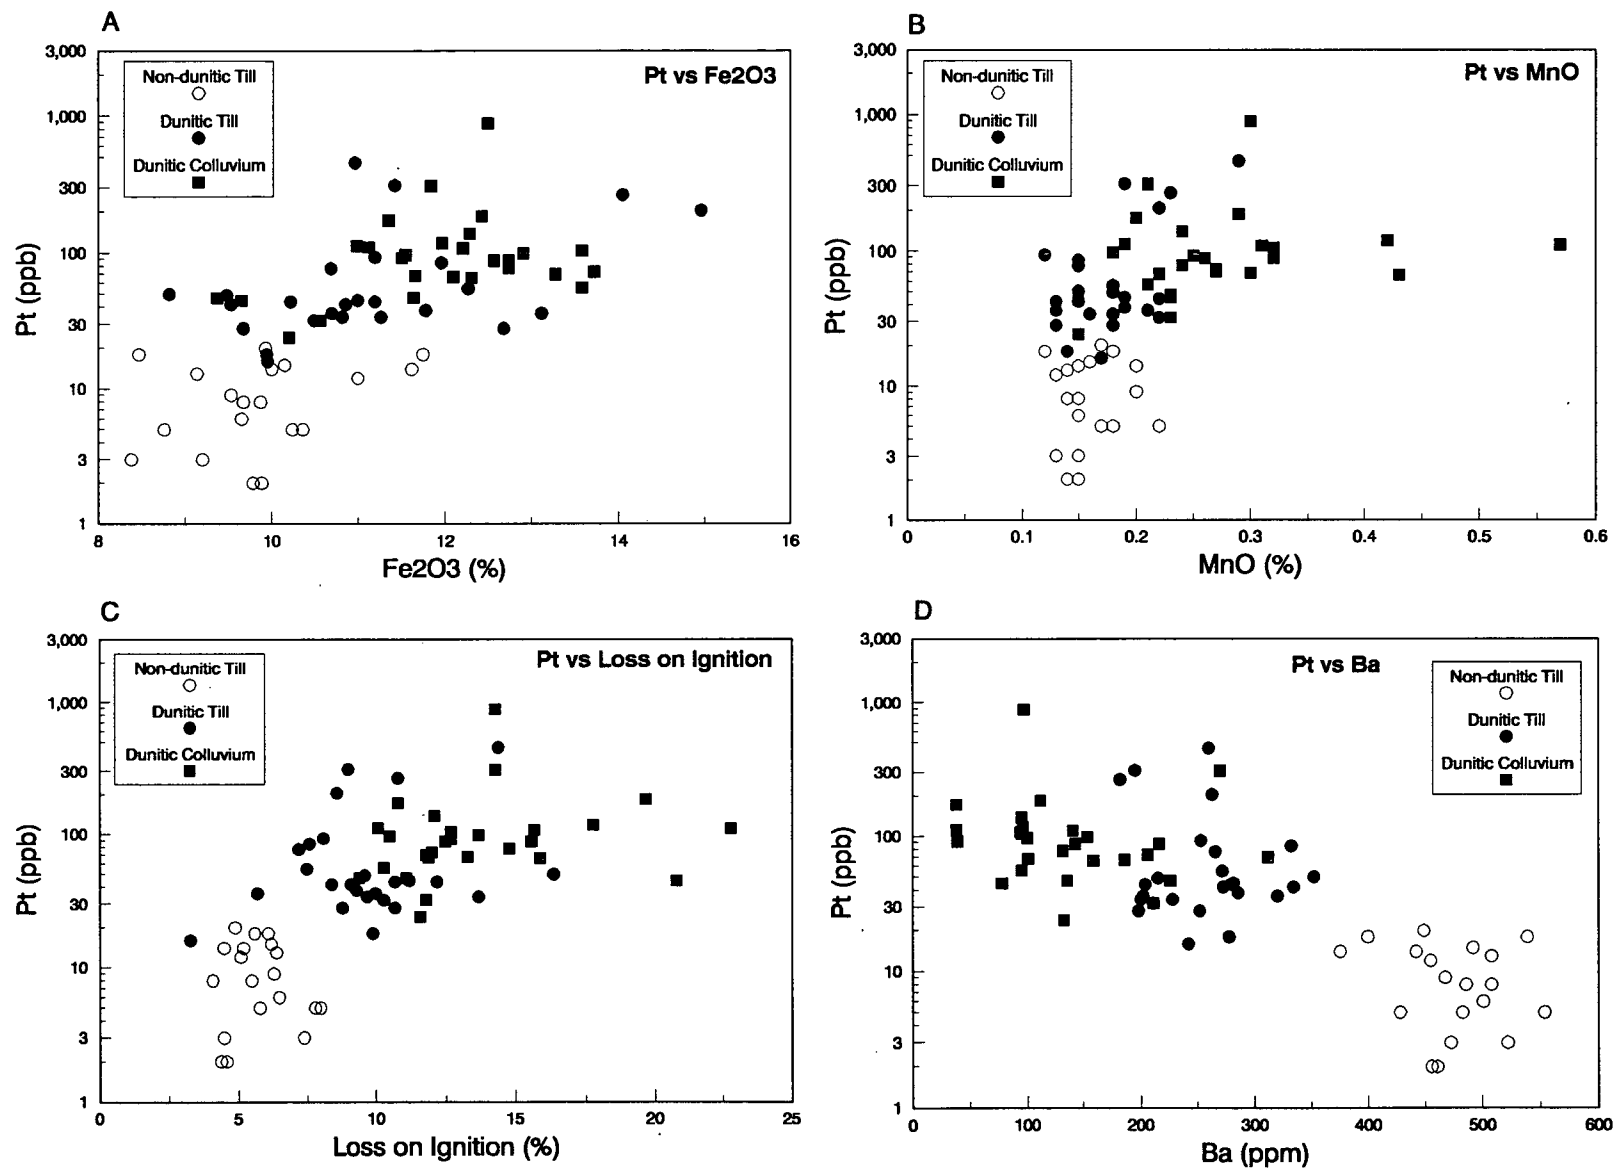 A
Pt vs Fe2O3
Non-dunitic Till
Dunitic Till
Dunitic Colluvium
3,000
1,000
300
100
30
10
3
1
Pt (ppb)
8 10 12 14 16
Fe2O3 (%)
B
Pt vs MnO
Non-dunitic Till
Dunitic Till
Dunitic Colluvium
3,000
1,000
300
100
30
10
3
1
Pt (ppb)
0 0.1 0.2 0.3 0.4 0.5 0.6
MnO (%)
C
Pt vs Loss on Ignition
Non-dunitic Till
Dunitic Till
Dunitic Colluvium
3,000
1,000
300
100
30
10
3
1
Pt (ppb)
0 5 10 15 20 25
Loss on Ignition (%)
D
Pt vs Ba
Non-dunitic Till
Dunitic Till
Dunitic Colluvium
3,000
1,000
300
100
30
10
3
1
Pt (ppb)
0 100 200 300 400 500 600
Ba (ppm)